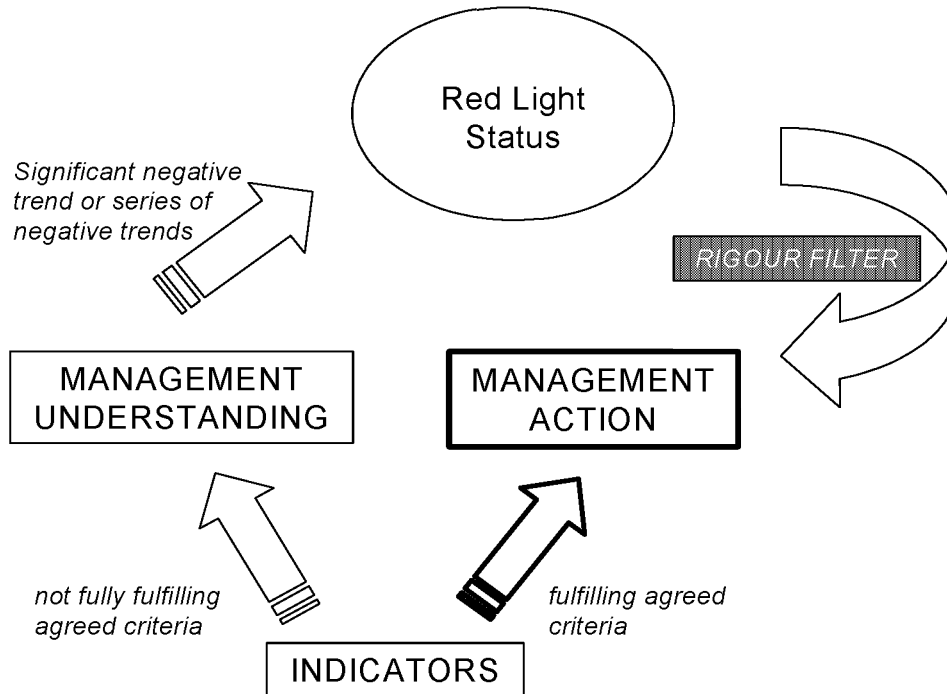 Red Light
Status
Significant negative
trend or series of
negative trends
RIGOUR FILTER
MANAGEMENT
UNDERSTANDING
MANAGEMENT
ACTION
not fully fulfilling
agreed criteria
fulfilling agreed
criteria
INDICATORS